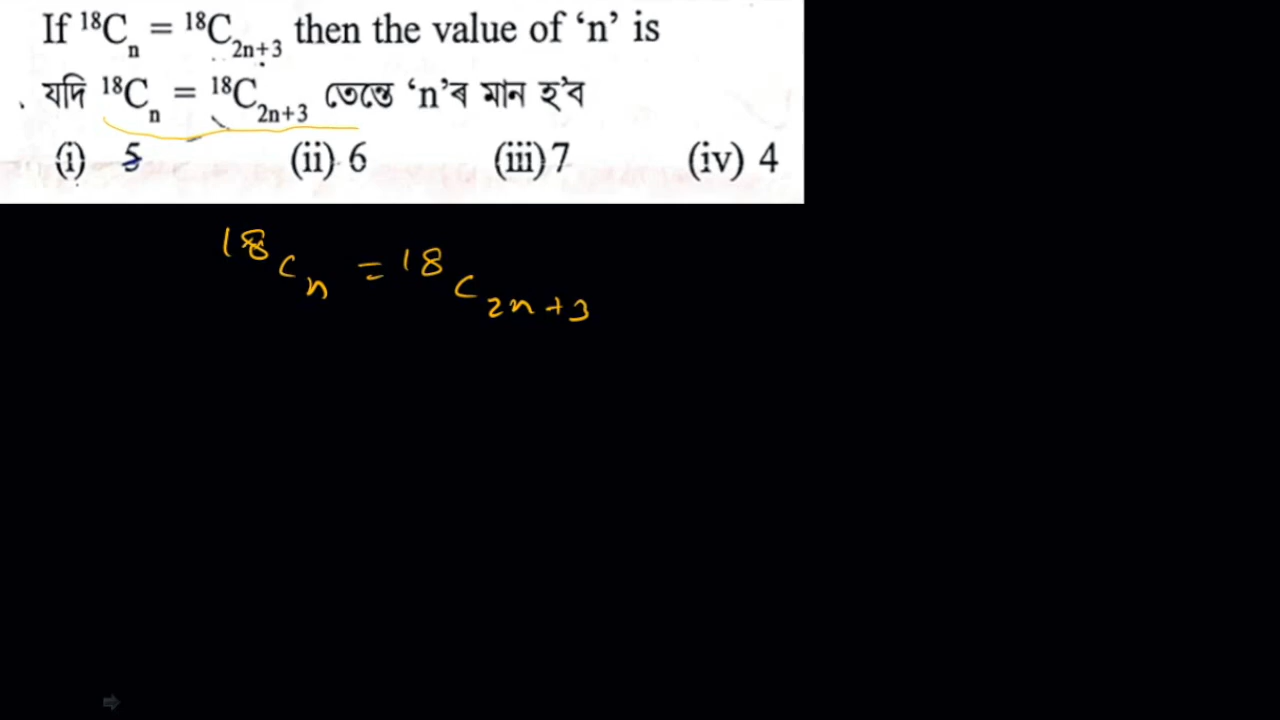 If ¹⁸Cₙ = ¹⁸C₂ₙ₊₃ then the value of ‘n’ is
যদি ¹⁸Cₙ = ¹⁸C₂ₙ₊₃ তেন্তে ‘n’ৰ মান হ’ব
(i) 5 (ii) 6 (iii) 7 (iv) 4
¹⁸Cₙ = ¹⁸C₂ₙ₊₃